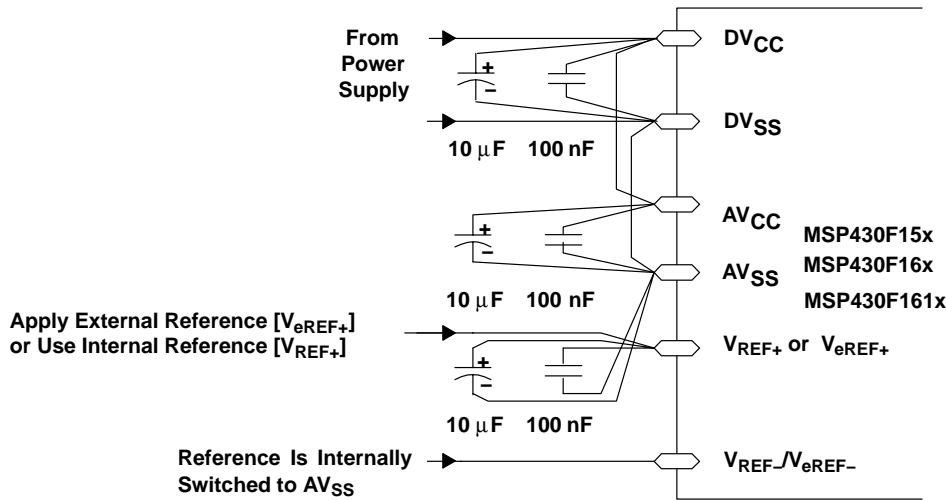 From
Power
Supply
+
−
DVCC
DVSS
10 μF 100 nF
+
−
AVCC
AVSS
MSP430F15x
MSP430F16x
MSP430F161x
10 μF 100 nF
Apply External Reference [VeREF+]
or Use Internal Reference [VREF+]
+
−
VREF+ or VeREF+
10 μF 100 nF
Reference Is Internally
Switched to AVSS
VREF−/VeREF−